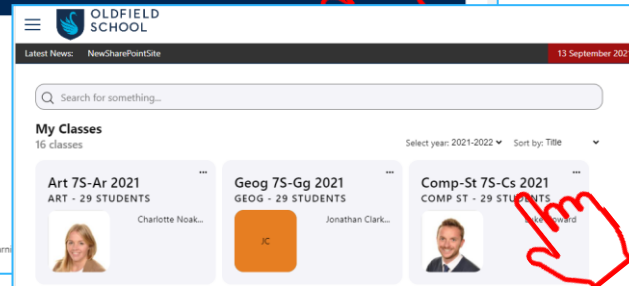 OLDFIELD
SCHOOL
Latest News: NewSharePointSite 13 September 2021
Search for something...
My Classes
16 classes
Select year: 2021-2022 Sort by: Title
Art 7S-Ar 2021
ART - 29 STUDENTS
Charlotte Noak...
Geog 7S-Gg 2021
GEOG - 29 STUDENTS
Jonathan Clark...
JC
Comp-St 7S-Cs 2021
COMP ST - 29 STUDENTS